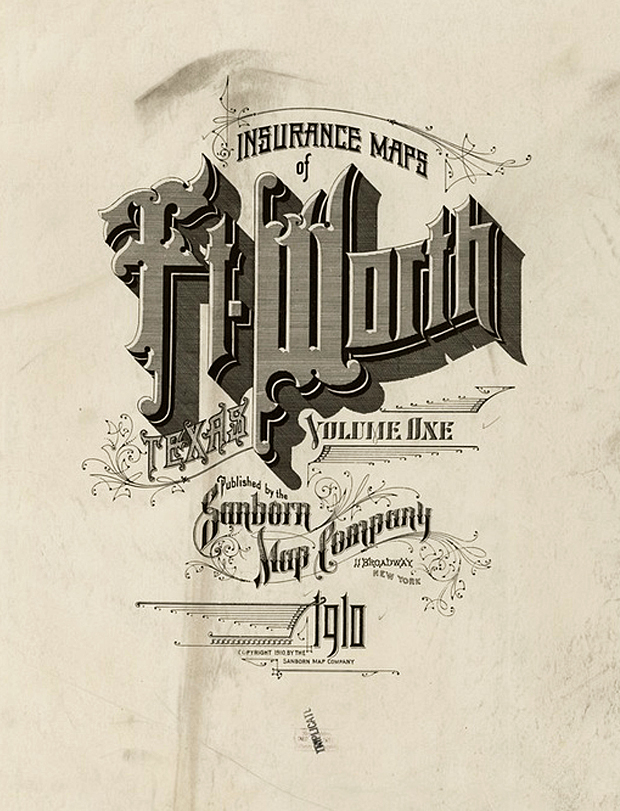 INSURANCE MAPS
of
Ft. Worth
TEXAS
VOLUME ONE
Published by the
Sanborn
Map Company
11 BROADWAY,
NEW YORK
1910
COPYRIGHT 1910, BY THE
SANBORN MAP COMPANY